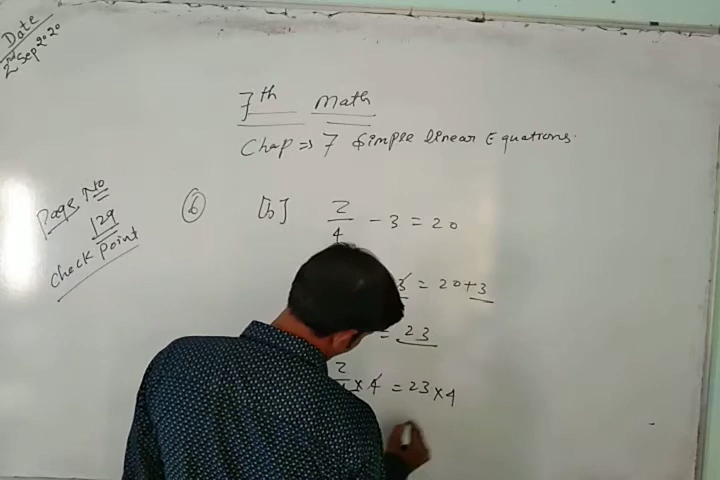 Date
2nd Sep 2020
7th Math
Chap => 7 Simple linear Equations.
Page No
129
Check Point
(6) [b] z/4 - 3 = 20
3 = 20+3
= 23
z × 4 = 23 × 4